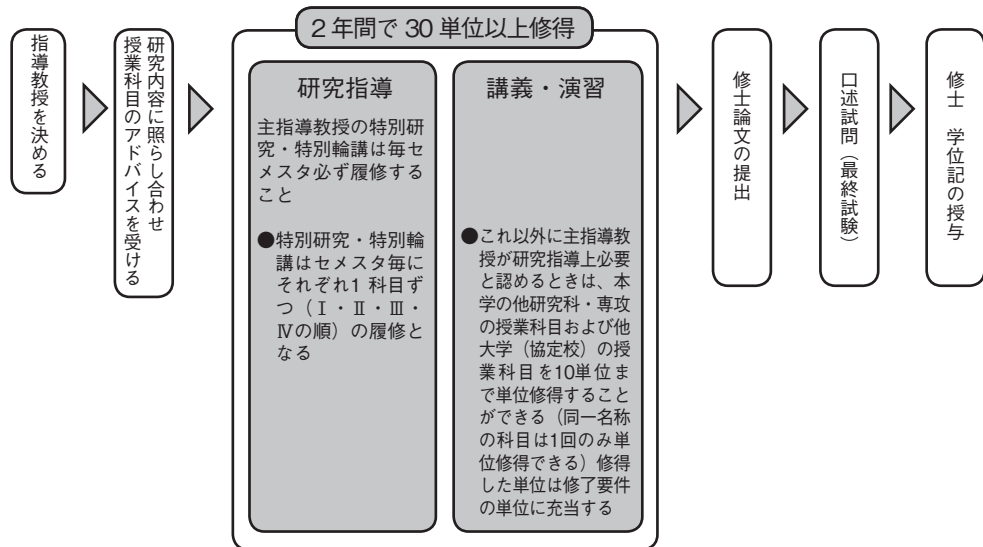 指導教授を決める
研究内容に照らし合わせ
授業科目のアドバイスを受ける
2年間で30単位以上修得
研究指導
主指導教授の特別研
究・特別輪講は毎セメ
スタ必ず履修する
こと
●特別研究・特別輪
講はセメスタ毎に
それぞれ1科目ず
つ(Ⅰ・Ⅱ・Ⅲ・
Ⅳの順)の履修と
なる
講義・演習
●これ以外に主指導教
授が研究指導上必要
と認めるときは、本
学の他研究科・専攻
の授業科目および他
大学(協定校)の授
業科目を10単位ま
で単位修得すること
ができる(同一名称
の科目は1回のみ単
位修得できる)修得
した単位は修了要件
の単位に充当する
修士論文の提出
口述試問(最終試験)
修士 学位記の授与